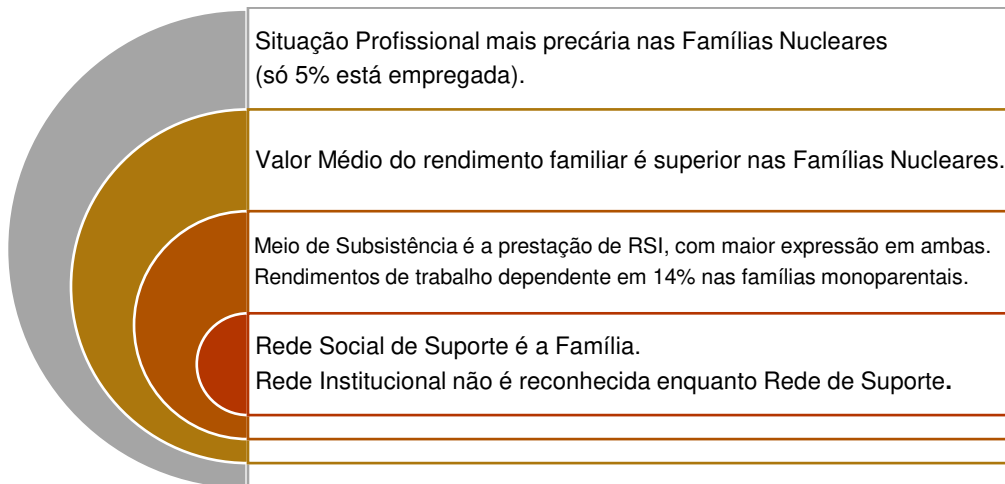 Situação Profissional mais precária nas Famílias Nucleares
(só 5% está empregada).
Valor Médio do rendimento familiar é superior nas Famílias Nucleares.
Meio de Subsistência é a prestação de RSI, com maior expressão em ambas.
Rendimentos de trabalho dependente em 14% nas famílias monoparentais.
Rede Social de Suporte é a Família.
Rede Institucional não é reconhecida enquanto Rede de Suporte.